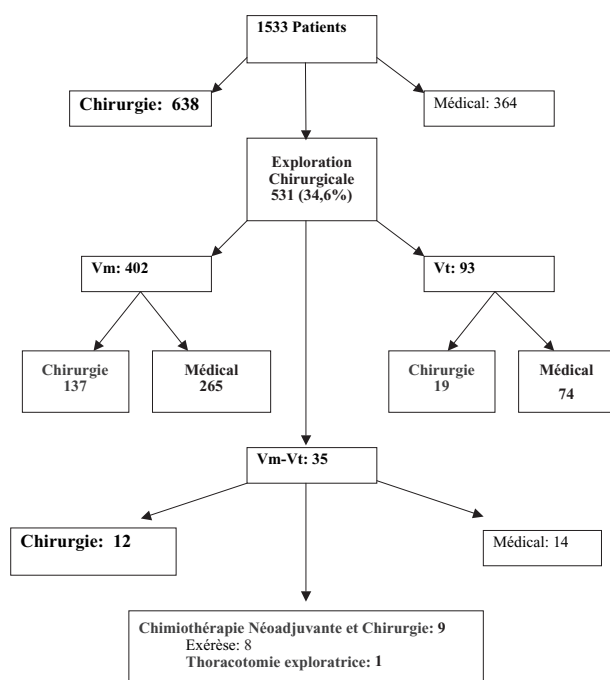 1533 Patients
Chirurgie: 638
Médical: 364
Exploration
Chirurgicale
531 (34,6%)
Vm: 402
Vt: 93
Chirurgie
137
Médical
265
Chirurgie
19
Médical
74
Vm-Vt: 35
Chirurgie: 12
Médical: 14
Chimiothérapie Néoadjuvante et Chirurgie: 9
Exérèse: 8
Thoracotomie exploratrice: 1